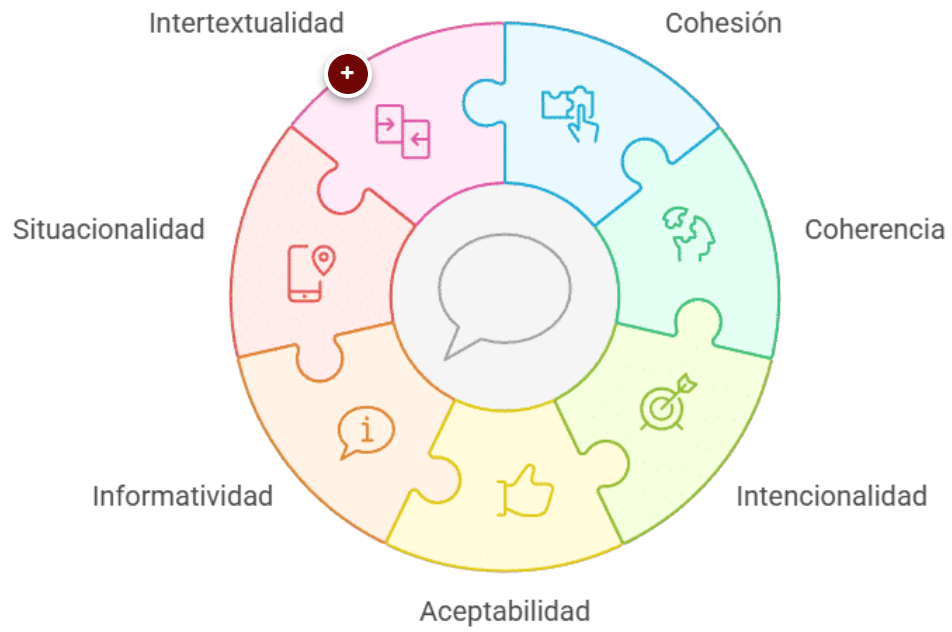 Intertextualidad
Cohesión
+
Situacionalidad
Coherencia
i
Informatividad
Intencionalidad
Aceptabilidad